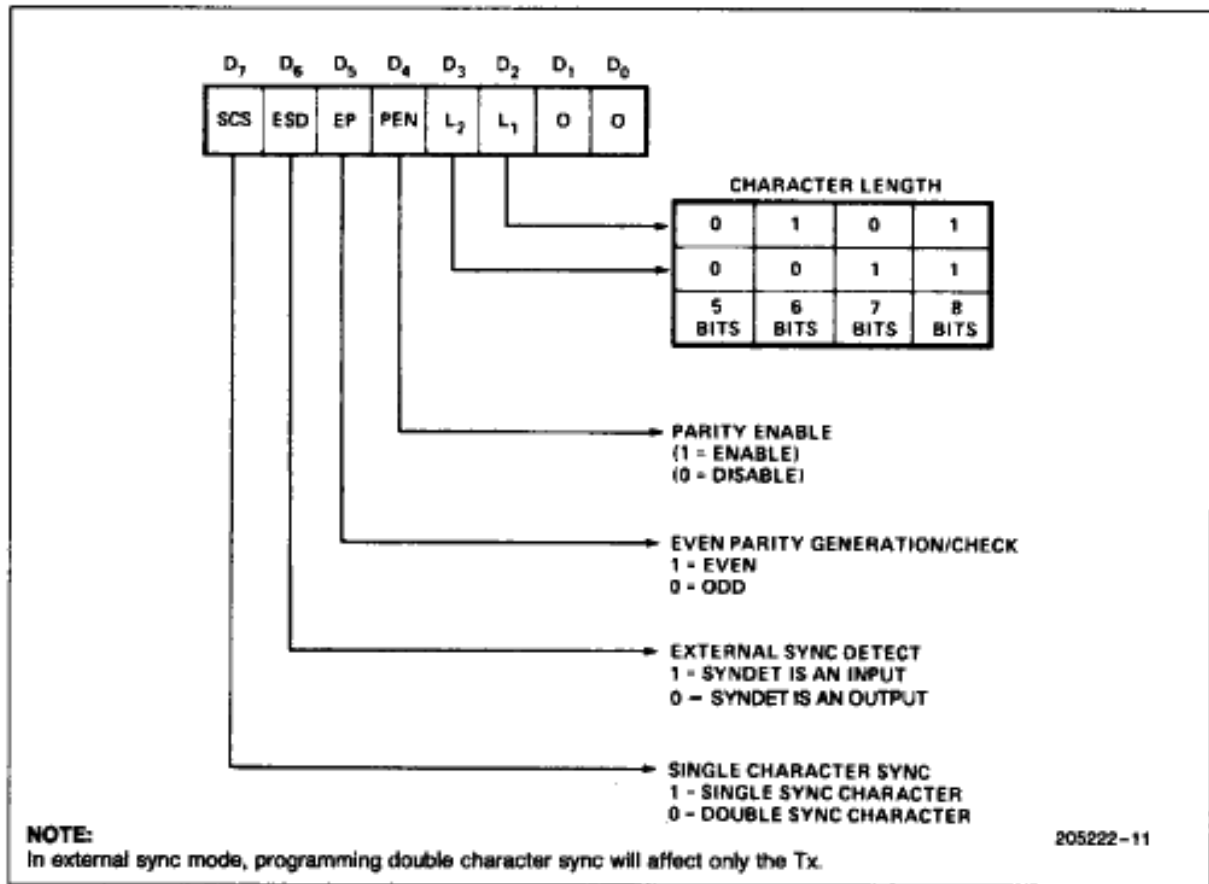 D7 D6 D5 D4 D3 D2 D1 D0
SCS ESD EP PEN L2 L1 0 0
CHARACTER LENGTH
0 1 0 1
0 0 1 1
5 6 7 8
BITS BITS BITS BITS
PARITY ENABLE
(1 = ENABLE)
(0 = DISABLE)
EVEN PARITY GENERATION/CHECK
1 = EVEN
0 = ODD
EXTERNAL SYNC DETECT
1 = SYNDET IS AN INPUT
0 – SYNDET IS AN OUTPUT
SINGLE CHARACTER SYNC
1 = SINGLE SYNC CHARACTER
0 = DOUBLE SYNC CHARACTER
NOTE:
205222–11
In external sync mode, programming double character sync will affect only the Tx.